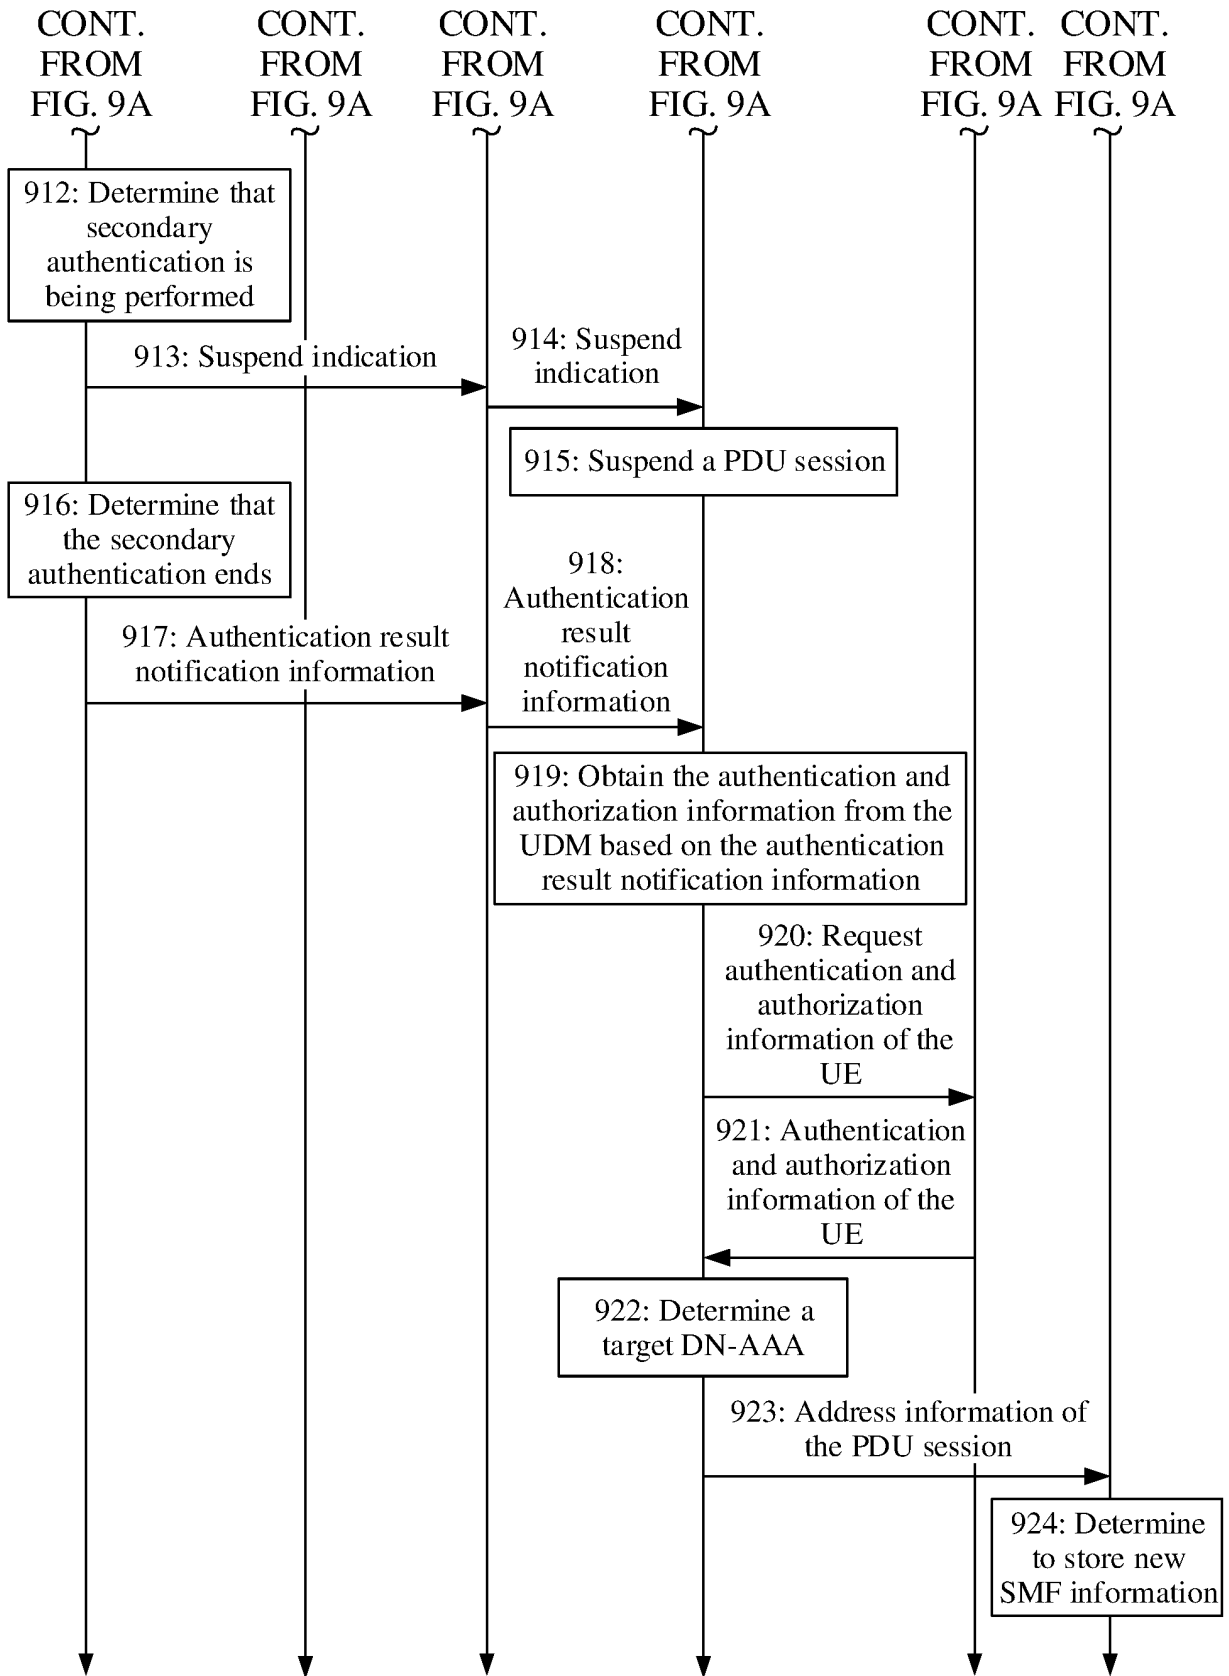 CONT. FROM FIG. 9A
CONT. FROM FIG. 9A
CONT. FROM FIG. 9A
CONT. FROM FIG. 9A
CONT. FROM FIG. 9A
CONT. FROM FIG. 9A
912: Determine that
secondary
authentication is
being performed
913: Suspend indication
914: Suspend
indication
915: Suspend a PDU session
916: Determine that
the secondary
authentication ends
917: Authentication result
notification information
918:
Authentication
result
notification
information
919: Obtain the authentication and
authorization information from the
UDM based on the authentication
result notification information
920: Request
authentication and
authorization
information of the
UE
921: Authentication
and authorization
information of the
UE
922: Determine a
target DN-AAA
923: Address information of
the PDU session
924: Determine
to store new
SMF information